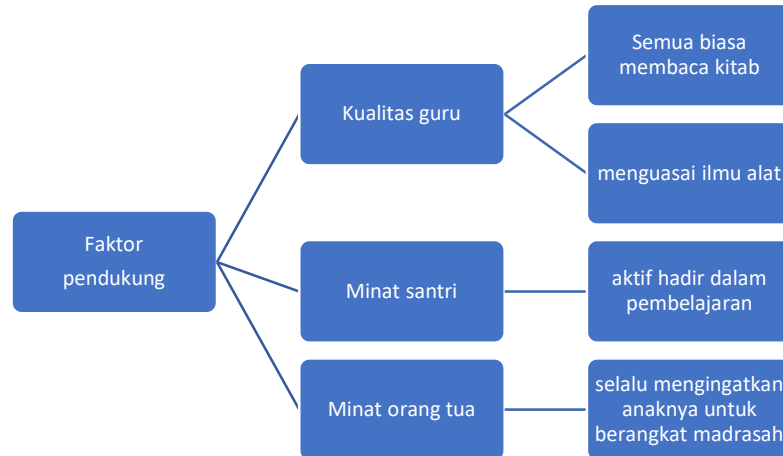 Faktor
pendukung
Kualitas guru
Semua biasa
membaca kitab
menguasai ilmu alat
Minat santri
aktif hadir dalam
pembelajaran
Minat orang tua
selalu mengingatkan
anaknya untuk
berangkat madrasah